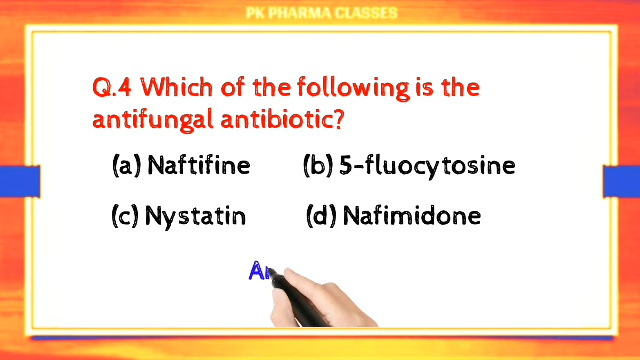 PK PHARMA CLASSES
Q.4 Which of the following is the
antifungal antibiotic?
(a) Naftifine (b) 5-fluocytosine
(c) Nystatin (d) Nafimidone